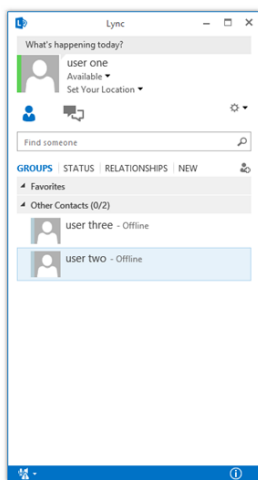 Lync
What's happening today?
user one
Available
Set Your Location
Find someone
GROUPS STATUS RELATIONSHIPS NEW
Favorites
Other Contacts (0/2)
user three - Offline
user two - Offline